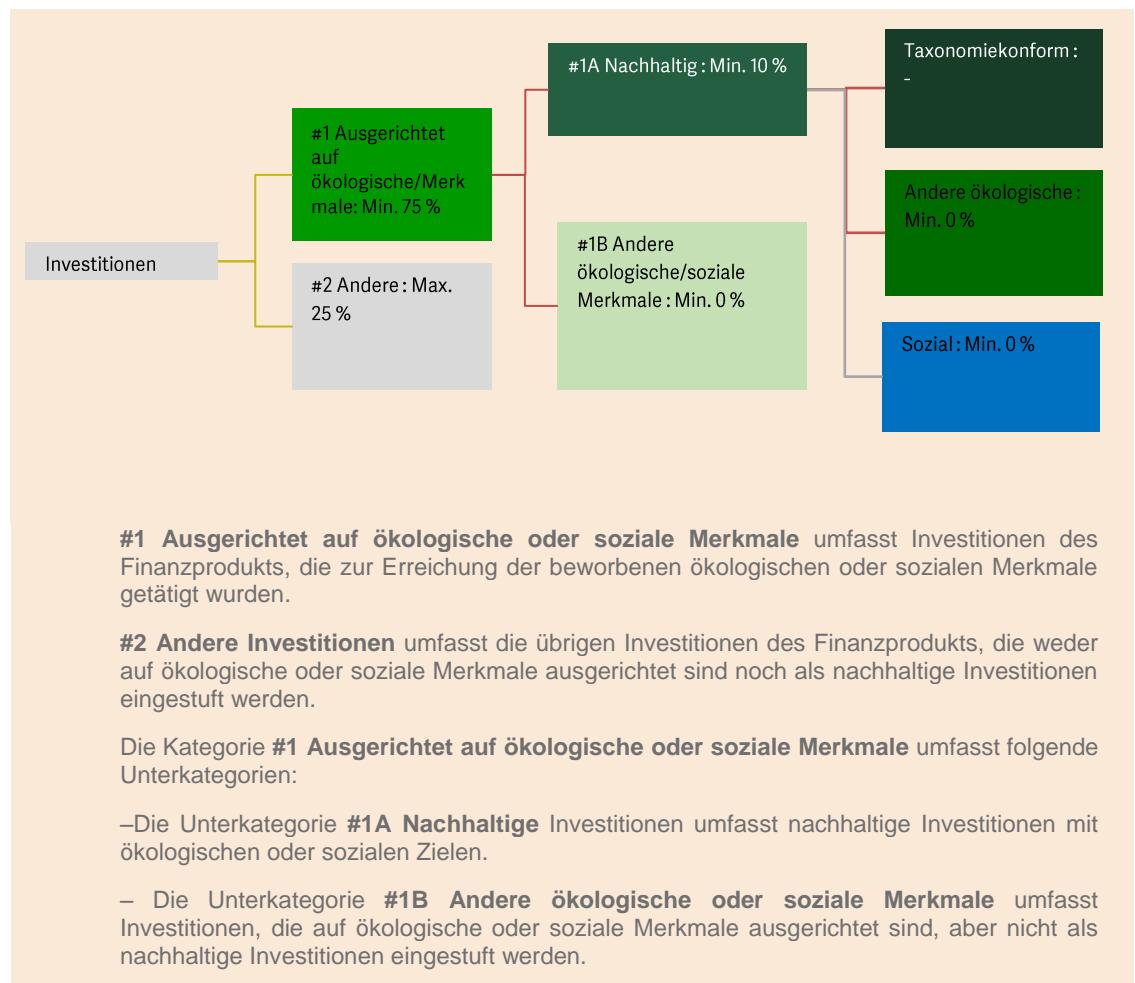 Investitionen
#1 Ausgerichtet
auf
ökologische/Merk
male: Min. 75 %
#2 Andere : Max.
25 %
#1A Nachhaltig : Min. 10 %
#1B Andere
ökologische/soziale
Merkmale : Min. 0 %
Taxonomiekonform :
-
Andere ökologische :
Min. 0 %
Sozial : Min. 0 %
#1 Ausgerichtet auf ökologische oder soziale Merkmale umfasst Investitionen des
Finanzprodukts, die zur Erreichung der beworbenen ökologischen oder sozialen Merkmale
getätigt wurden.
#2 Andere Investitionen umfasst die übrigen Investitionen des Finanzprodukts, die weder
auf ökologische oder soziale Merkmale ausgerichtet sind noch als nachhaltige Investitionen
eingestuft werden.
Die Kategorie #1 Ausgerichtet auf ökologische oder soziale Merkmale umfasst folgende
Unterkategorien:
–Die Unterkategorie #1A Nachhaltige Investitionen umfasst nachhaltige Investitionen mit
ökologischen oder sozialen Zielen.
– Die Unterkategorie #1B Andere ökologische oder soziale Merkmale umfasst
Investitionen, die auf ökologische oder soziale Merkmale ausgerichtet sind, aber nicht als
nachhaltige Investitionen eingestuft werden.